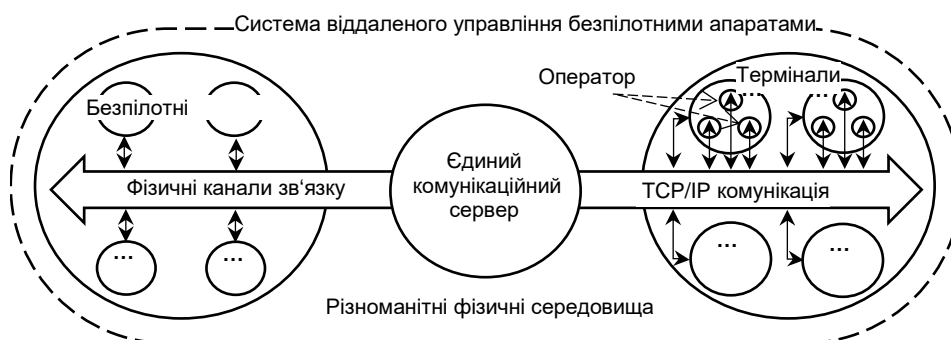 Система віддаленого управління безпілотними апаратами
Оператор
Термінали
... ...
Безпілотні
Єдиний
комунікаційний
сервер
Фізичні канали зв‘язку
TCP/IP комунікація
... ...
... ...
Різноманітні фізичні середовища